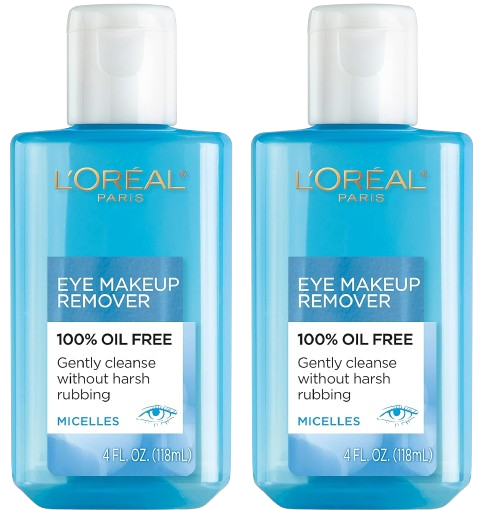 L'ORÉAL®
PARIS
EYE MAKEUP
REMOVER
100% OIL FREE
Gently cleanse
without harsh
rubbing
MICELLES
4 FL. OZ. (118mL)
L'ORÉAL®
PARIS
EYE MAKEUP
REMOVER
100% OIL FREE
Gently cleanse
without harsh
rubbing
MICELLES
4 FL. OZ. (118mL)